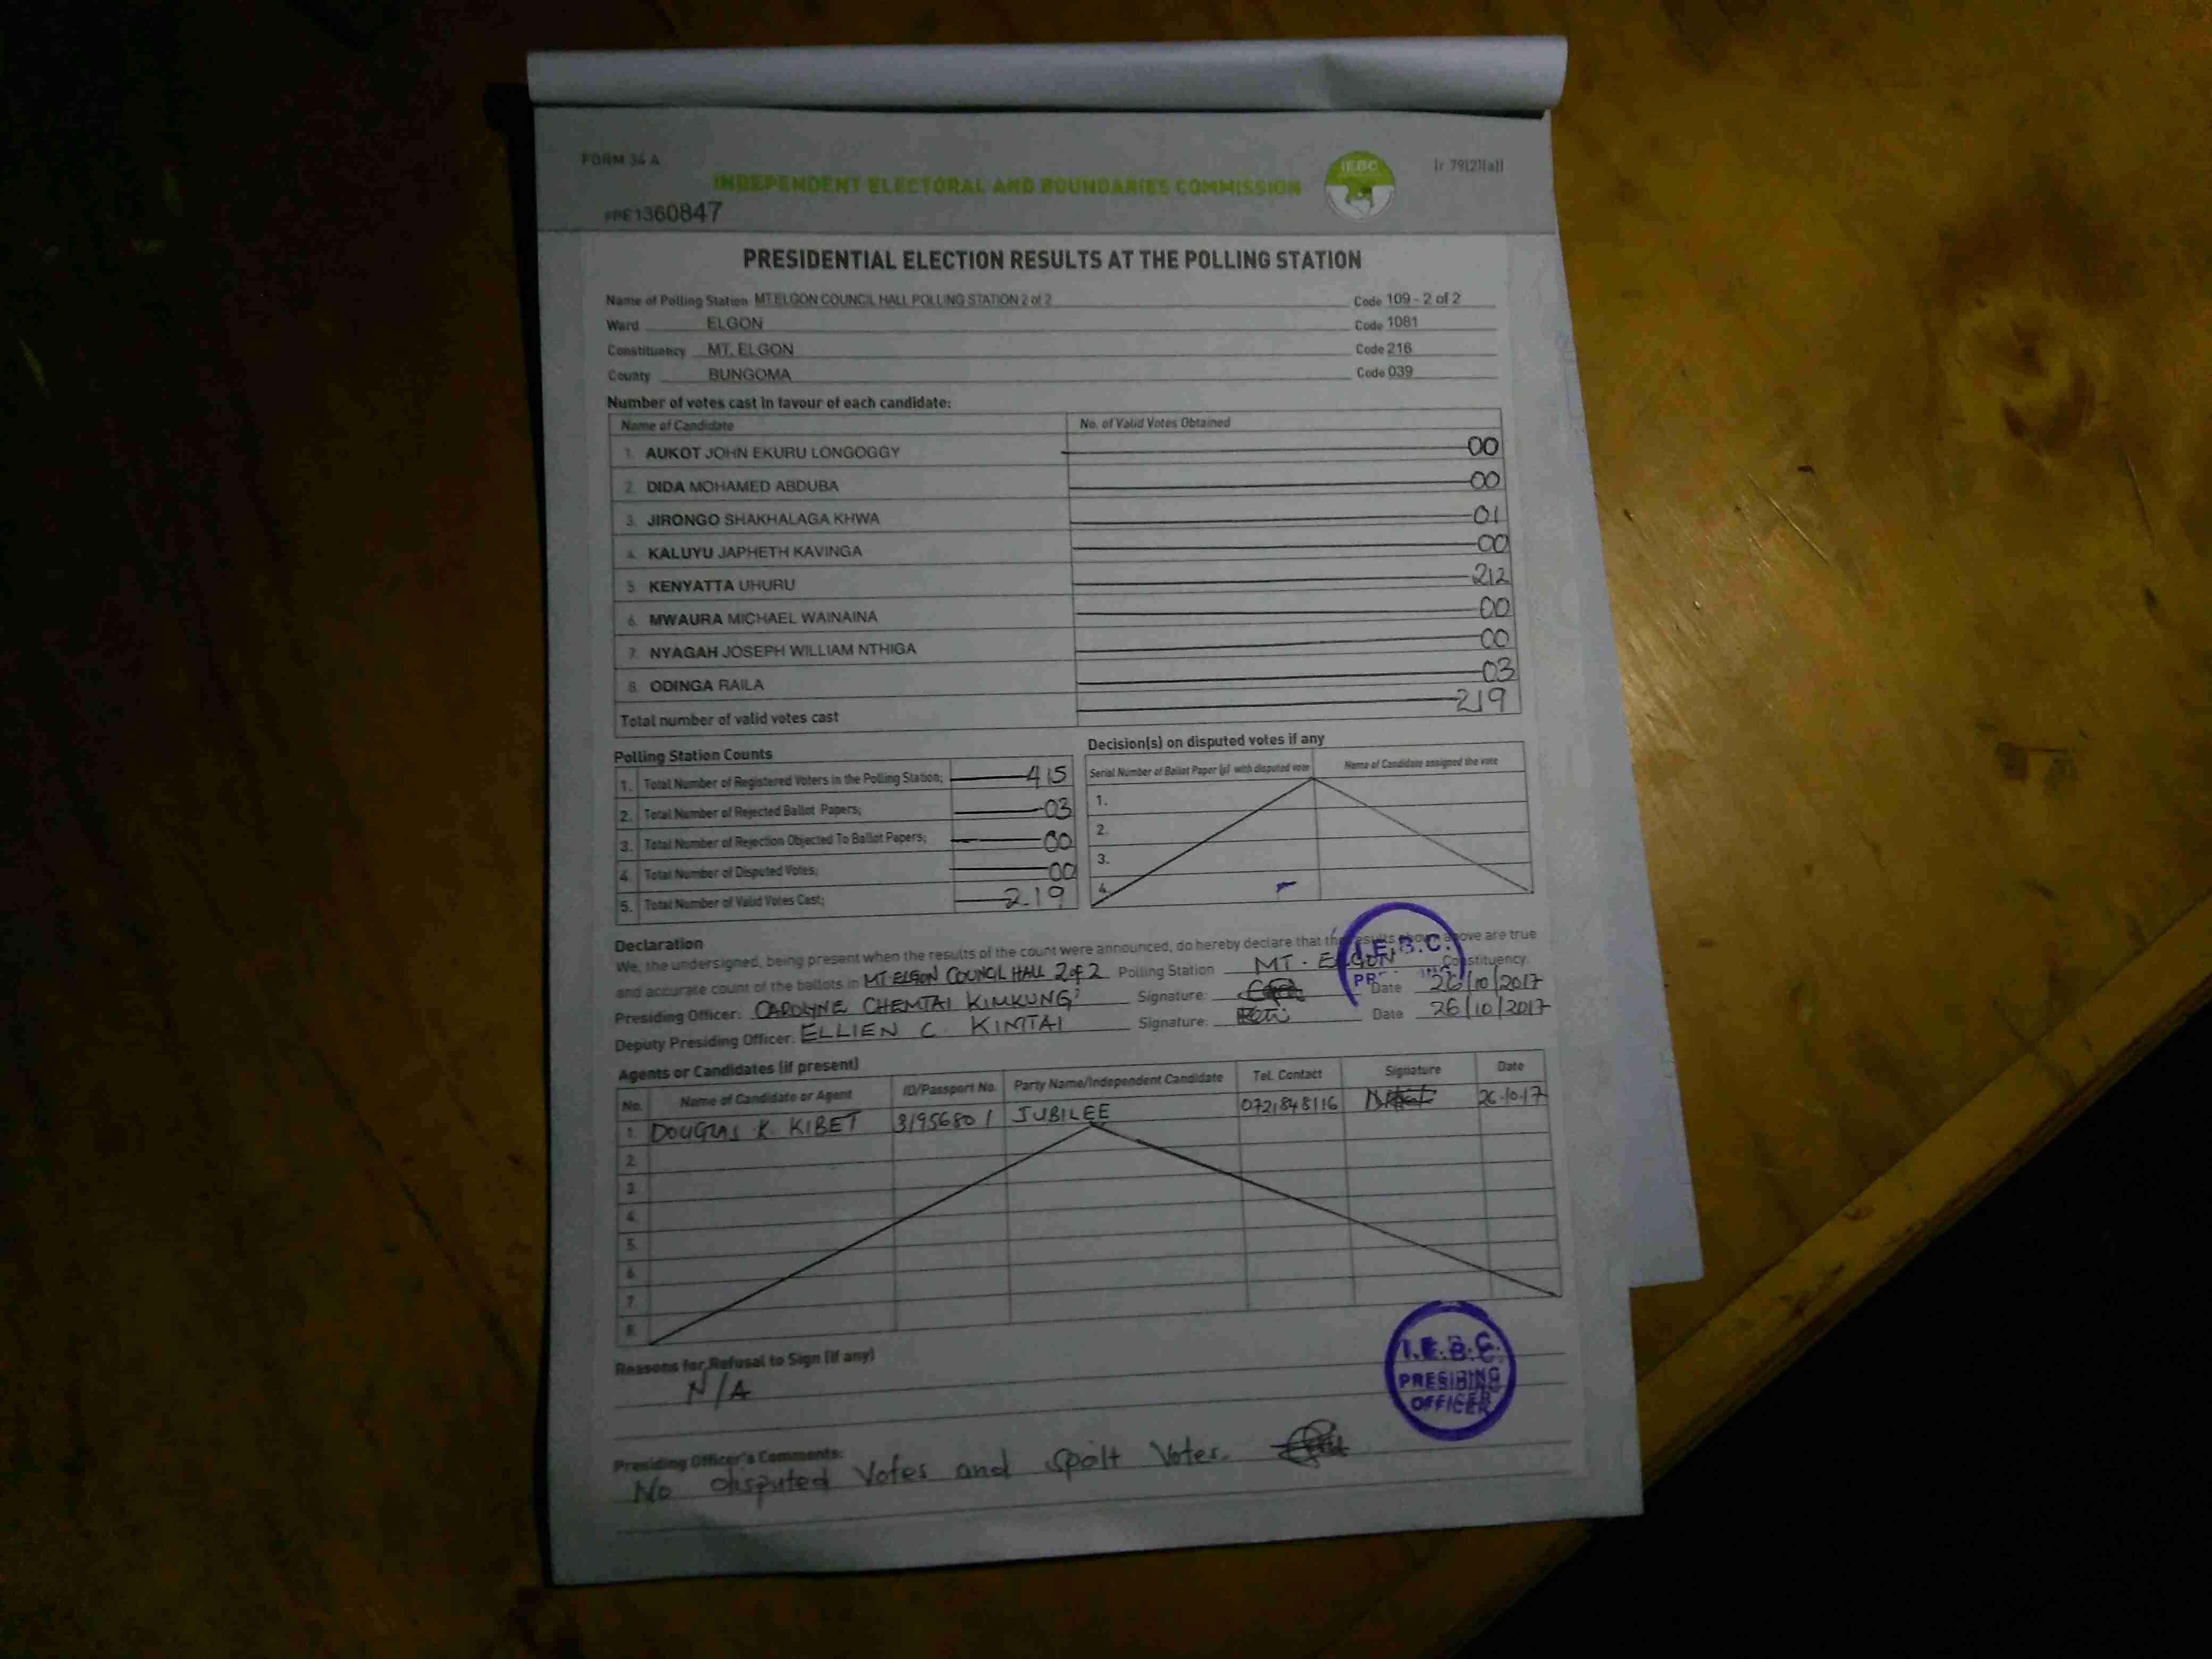 FORM 34 A
(r 79(2)(a))
INDEPENDENT ELECTORAL AND BOUNDARIES COMMISSION
IEBC
#PE1360847
PRESIDENTIAL ELECTION RESULTS AT THE POLLING STATION
Name of Polling Station MT.ELGON COUNCIL HALL POLLING STATION 2 of 2 Code 109 - 2 of 2
Ward ELGON Code 1081
Constituency MT. ELGON Code 216
County BUNGOMA Code 039
Number of votes cast in favour of each candidate:
Name of Candidate No. of Valid Votes Obtained
1. AUKOT JOHN EKURU LONGOGGY 00
2. DIDA MOHAMED ABDUBA 00
3. JIRONGO SHAKHALAGA KHWA 01
4. KALUYU JAPHETH KAVINGA 00
5. KENYATTA UHURU 212
6. MWAURA MICHAEL WAINAINA 00
7. NYAGAH JOSEPH WILLIAM NTHIGA 00
8. ODINGA RAILA 03
Total number of valid votes cast 219
Polling Station Counts
1. Total Number of Registered Voters in the Polling Station; 415
2. Total Number of Rejected Ballot Papers; 03
3. Total Number of Rejection Objected To Ballot Papers; 00
4. Total Number of Disputed Votes; 00
5. Total Number of Valid Votes Cast; 219
Decision(s) on disputed votes if any
Serial Number of Ballot Paper (s) with disputed vote Name of Candidate assigned the vote
1.
2.
3.
4.
Declaration
We, the undersigned, being present when the results of the count were announced, do hereby declare that the results shown above are true
and accurate count of the ballots in MT ELGON COUNCIL HALL 2 of 2 Polling Station MT. ELGON Constituency.
Presiding Officer: CAROLYNE CHEMTAI KIMKUNG' Signature: Date 26/10/2017
Deputy Presiding Officer: ELLIEN C. KIMTAI Signature: Date 26/10/2017
I.E.B.C.
Agents or Candidates (if present)
No. Name of Candidate or Agent ID/Passport No. Party Name/Independent Candidate Tel. Contact Signature Date
1. DOUGLAS K. KIBET 31956801 JUBILEE 0721848116 26.10.17
2.
3.
4.
5.
6.
7.
8.
Reasons for Refusal to Sign (if any)
N/A
I.E.B.C.
PRESIDING
OFFICER
Presiding Officer's Comments:
No disputed Votes and spoilt Votes.